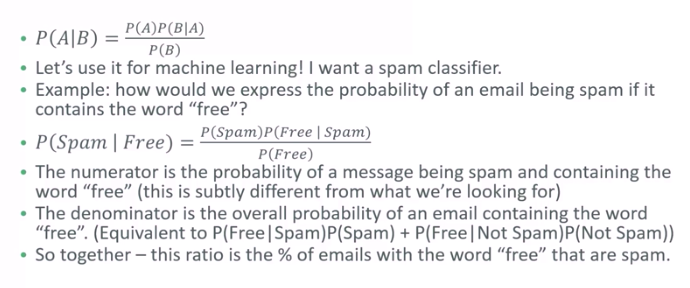 • P(A|B) = P(A)P(B|A) / P(B)
• Let's use it for machine learning! I want a spam classifier.
• Example: how would we express the probability of an email being spam if it
contains the word "free"?
• P(Spam | Free) = P(Spam)P(Free | Spam) / P(Free)
• The numerator is the probability of a message being spam and containing the
word "free" (this is subtly different from what we're looking for)
• The denominator is the overall probability of an email containing the word
"free". (Equivalent to P(Free|Spam)P(Spam) + P(Free|Not Spam)P(Not Spam))
• So together – this ratio is the % of emails with the word "free" that are spam.